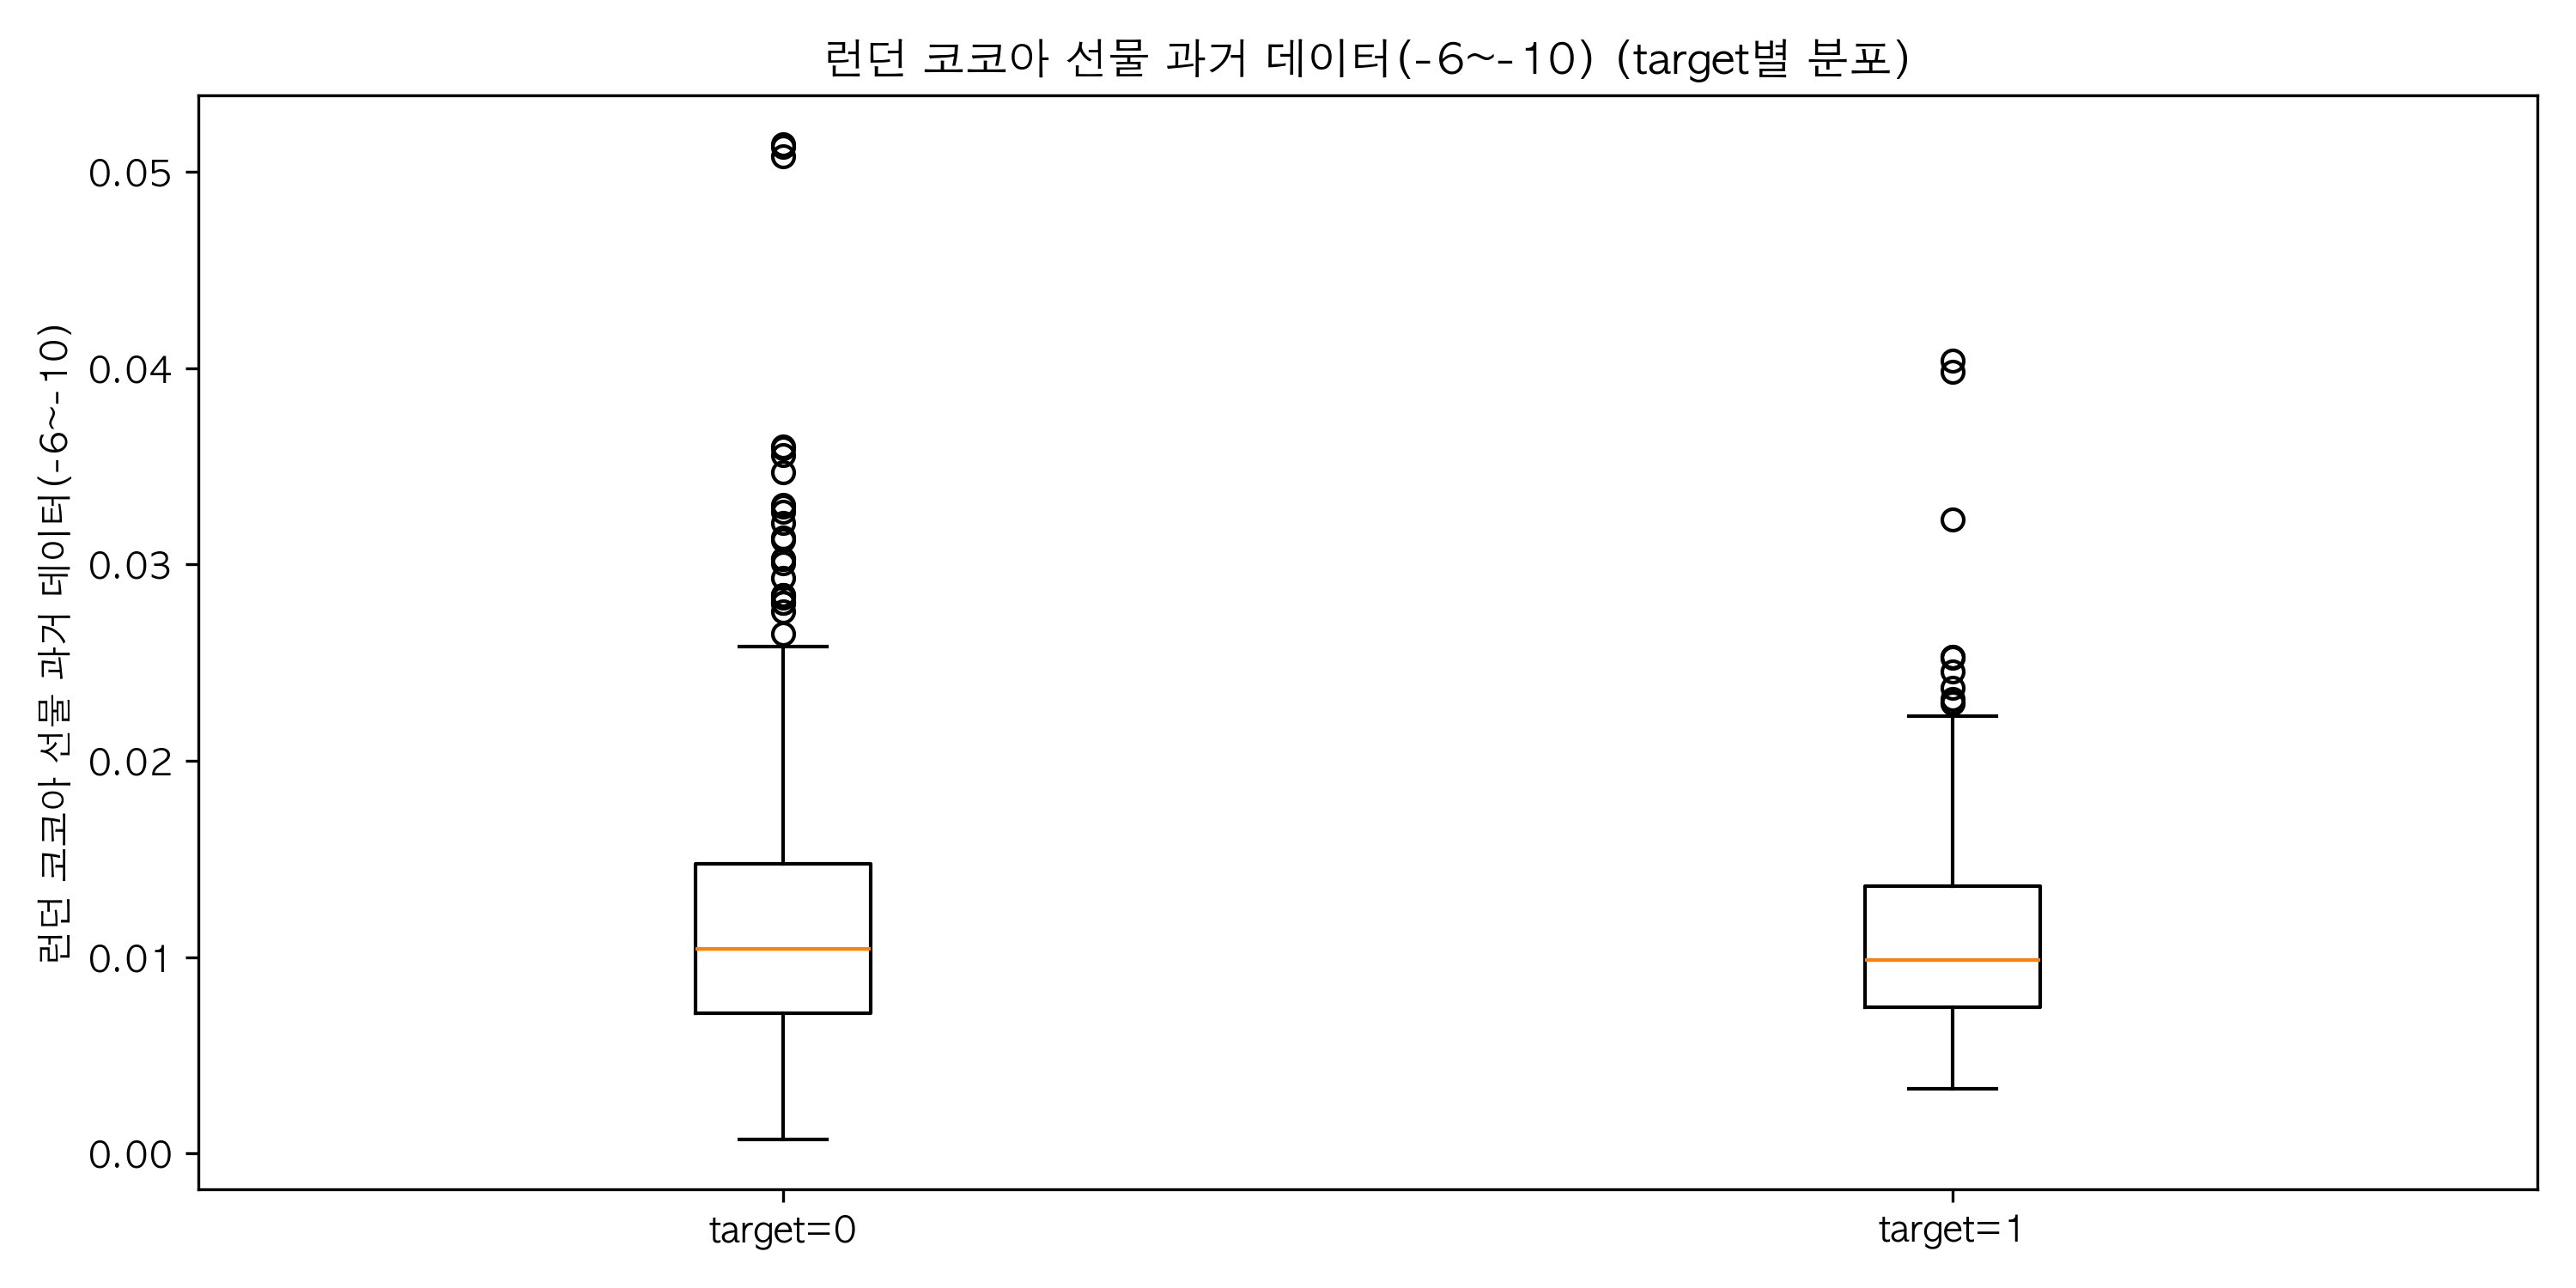 런던 코코아 선물 과거 데이터(-6~-10) (target별 분포)
런던 코코아 선물 과거 데이터(-6~-10)
0.05
0.04
0.03
0.02
0.01
0.00
target=0
target=1